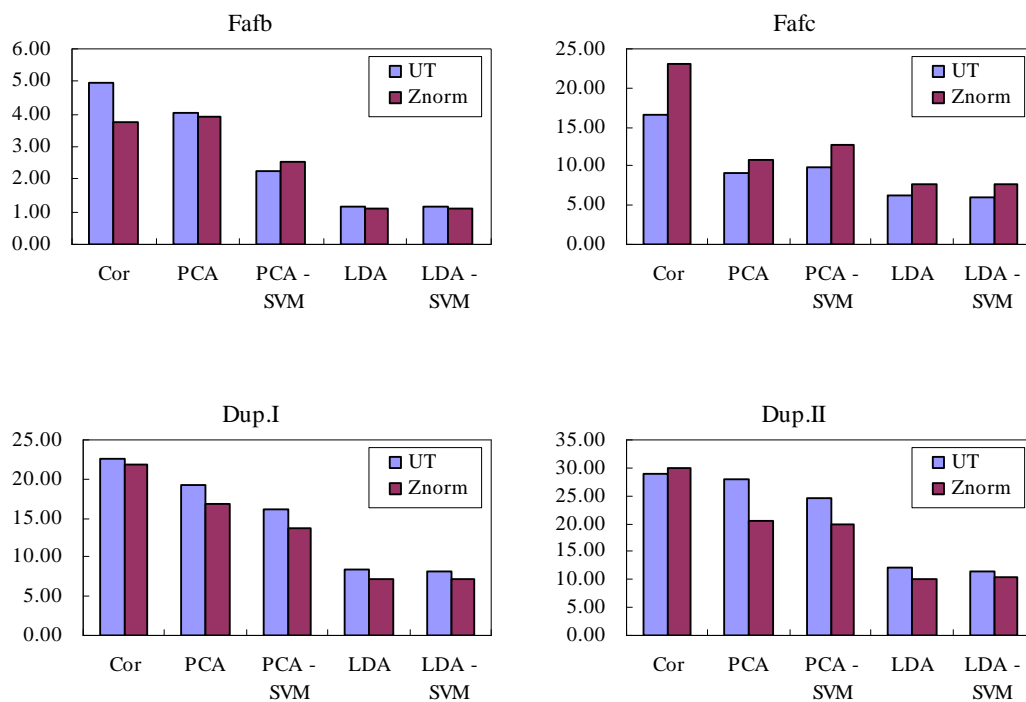 Fafb
6.00
5.00
4.00
3.00
2.00
1.00
0.00
UT
Znorm
Cor PCA PCA - LDA LDA -
SVM SVM
Fafc
25.00
20.00
15.00
10.00
5.00
0.00
UT
Znorm
Cor PCA PCA - LDA LDA -
SVM SVM
Dup.I
25.00
20.00
15.00
10.00
5.00
0.00
UT
Znorm
Cor PCA PCA - LDA LDA -
SVM SVM
Dup.II
35.00
30.00
25.00
20.00
15.00
10.00
5.00
0.00
UT
Znorm
Cor PCA PCA - LDA LDA -
SVM SVM